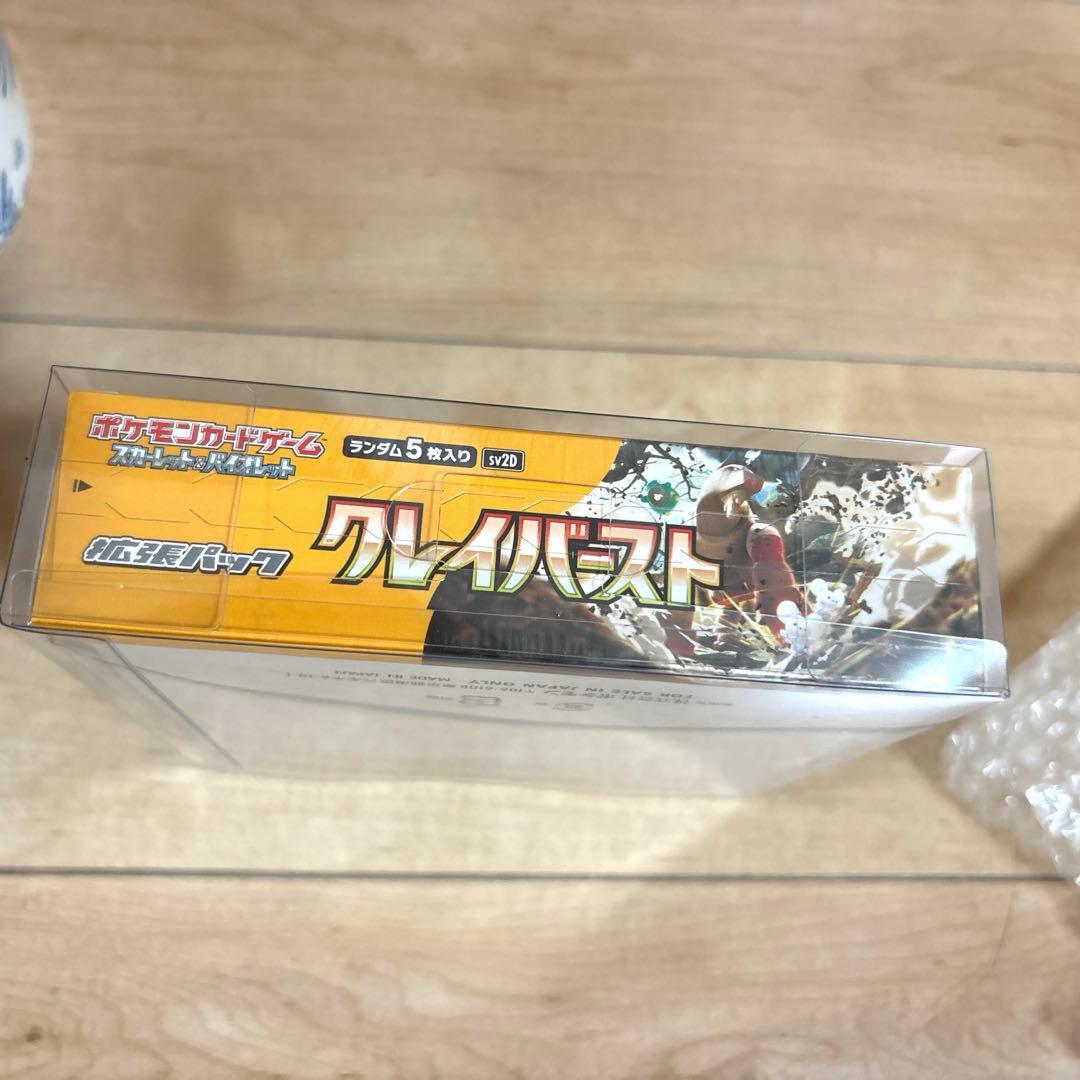 ポケモンカードゲーム
スカーレット&バイオレット
ランダム5枚入り
sv2D
拡張パック
クレイバースト
FOR SALE IN JAPAN ONLY
MADE IN JAPAN